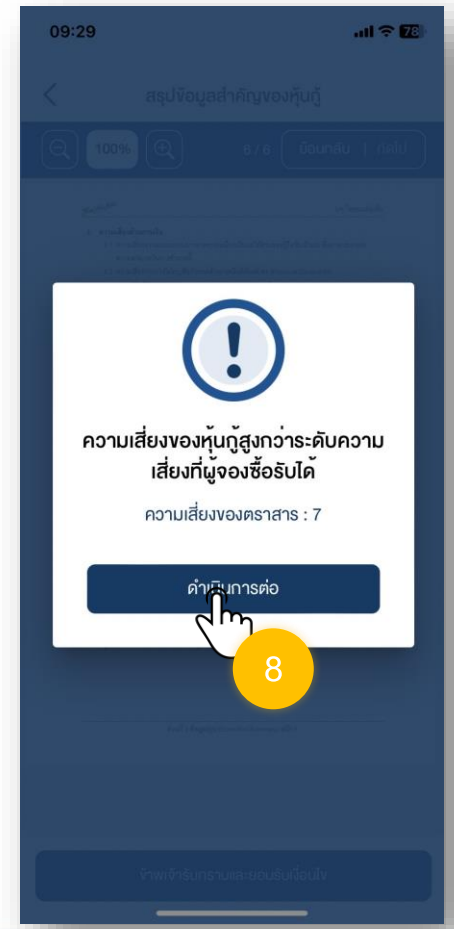 09:29
78
สรุปข้อมูลสำคัญของหุ้นกู้
100%
6 / 6
ย้อนกลับ | ถัดไป
ความเสี่ยงของหุ้นกู้สูงกว่าระดับความ
เสี่ยงที่ผู้จองซื้อรับได้
ความเสี่ยงของตราสาร : 7
ดำเนินการต่อ
8
ข้าพเจ้ารับทราบและยอมรับเงื่อนไข